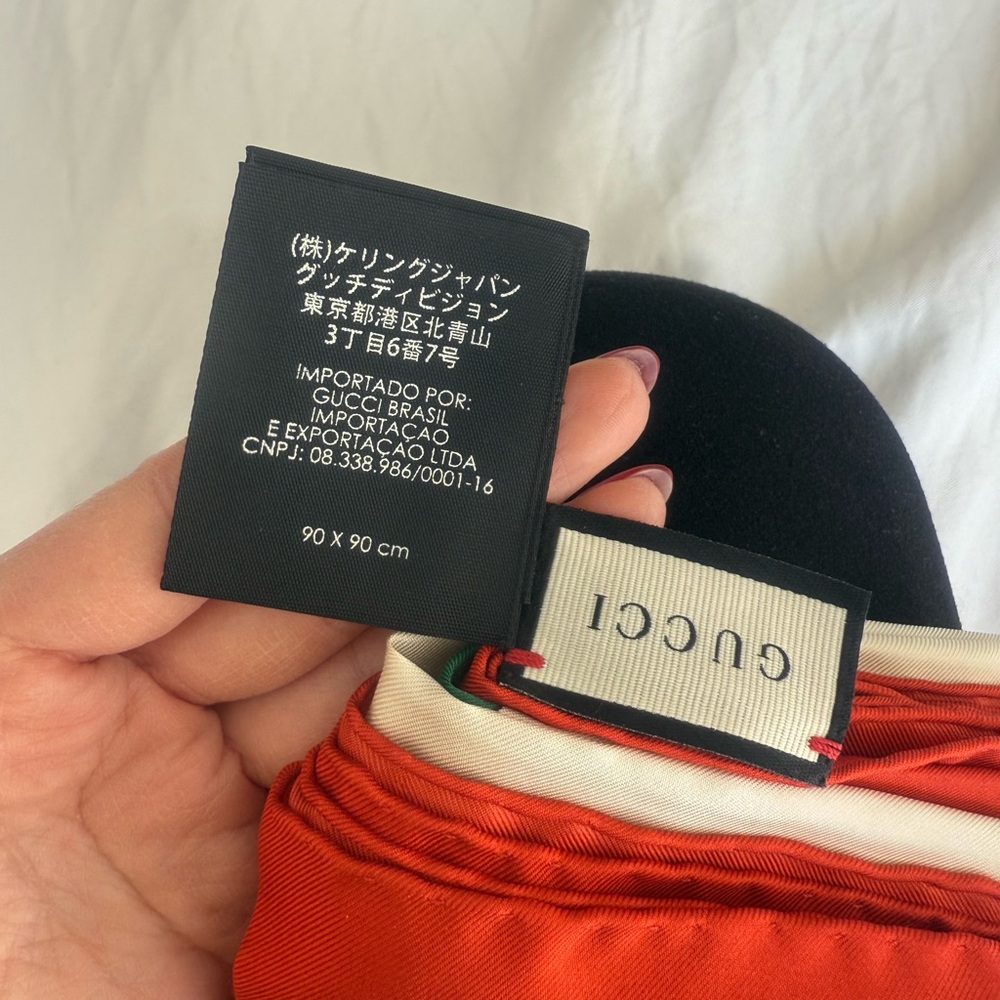 (株)ケリングジャパン
グッチディビジョン
東京都港区北青山
3丁目6番7号
IMPORTADO POR:
GUCCI BRASIL
IMPORTAÇAO
E EXPORTAÇAO LTDA
CNPJ: 08.338.986/0001-16
90 X 90 cm
GUCCI